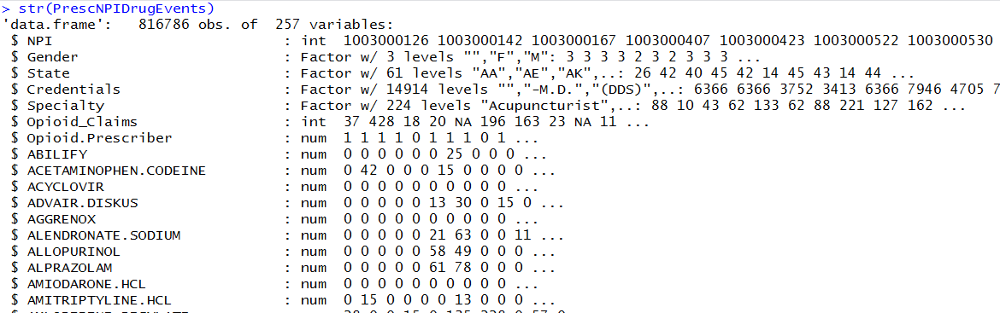 > str(PrescNPIDrugEvents)
'data.frame':   816786 obs. of  257 variables:
 $ NPI                            : int  1003000126 1003000142 1003000167 1003000407 1003000423 1003000522 1003000530
 $ Gender                         : Factor w/ 3 levels "","F","M": 3 3 3 3 2 3 2 3 3 3 ...
 $ State                          : Factor w/ 61 levels "AA","AE","AK",..: 26 42 40 45 42 14 45 43 14 44 ...
 $ Credentials                    : Factor w/ 14914 levels "","-M.D.","(DDS)",..: 6366 6366 3752 3413 6366 7946 4705 7
 $ Specialty                      : Factor w/ 224 levels "Acupuncturist",..: 88 10 43 62 133 62 88 221 127 162 ...
 $ Opioid_Claims                  : int  37 428 18 20 NA 196 163 23 NA 11 ...
 $ Opioid.Prescriber              : num  1 1 1 1 0 1 1 1 0 1 ...
 $ ABILIFY                        : num  0 0 0 0 0 0 25 0 0 0 ...
 $ ACETAMINOPHEN.CODEINE          : num  0 42 0 0 0 15 0 0 0 0 ...
 $ ACYCLOVIR                      : num  0 0 0 0 0 0 0 0 0 0 ...
 $ ADVAIR.DISKUS                  : num  0 0 0 0 0 13 30 0 15 0 ...
 $ AGGRENOX                       : num  0 0 0 0 0 0 0 0 0 0 ...
 $ ALENDRONATE.SODIUM             : num  0 0 0 0 0 21 63 0 0 11 ...
 $ ALLOPURINOL                    : num  0 0 0 0 0 58 49 0 0 0 ...
 $ ALPRAZOLAM                     : num  0 0 0 0 0 61 78 0 0 0 ...
 $ AMIODARONE.HCL                 : num  0 0 0 0 0 0 0 0 0 0 ...
 $ AMITRIPTYLINE.HCL              : num  0 15 0 0 0 0 13 0 0 0 ...